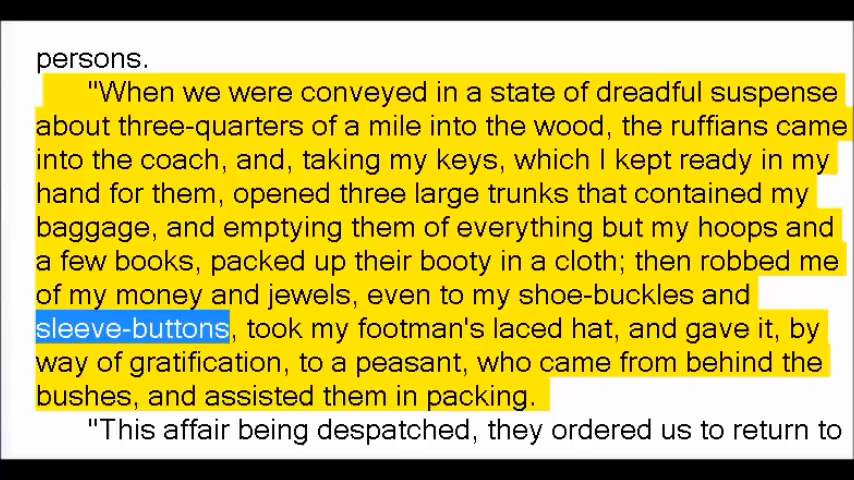 persons.
"When we were conveyed in a state of dreadful suspense
about three-quarters of a mile into the wood, the ruffians came
into the coach, and, taking my keys, which I kept ready in my
hand for them, opened three large trunks that contained my
baggage, and emptying them of everything but my hoops and
a few books, packed up their booty in a cloth; then robbed me
of my money and jewels, even to my shoe-buckles and
sleeve-buttons, took my footman's laced hat, and gave it, by
way of gratification, to a peasant, who came from behind the
bushes, and assisted them in packing.
"This affair being despatched, they ordered us to return to